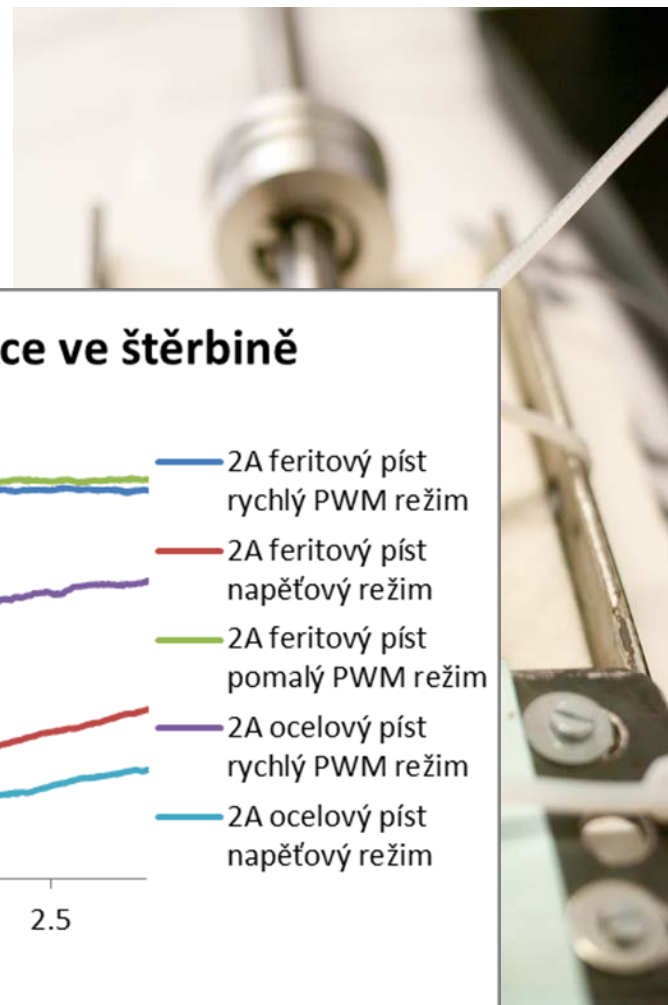 ce ve štěrbině
2A feritový píst
rychlý PWM režim
2A feritový píst
napěťový režim
2A feritový píst
pomalý PWM režim
2A ocelový píst
rychlý PWM režim
2A ocelový píst
napěťový režim
2.5